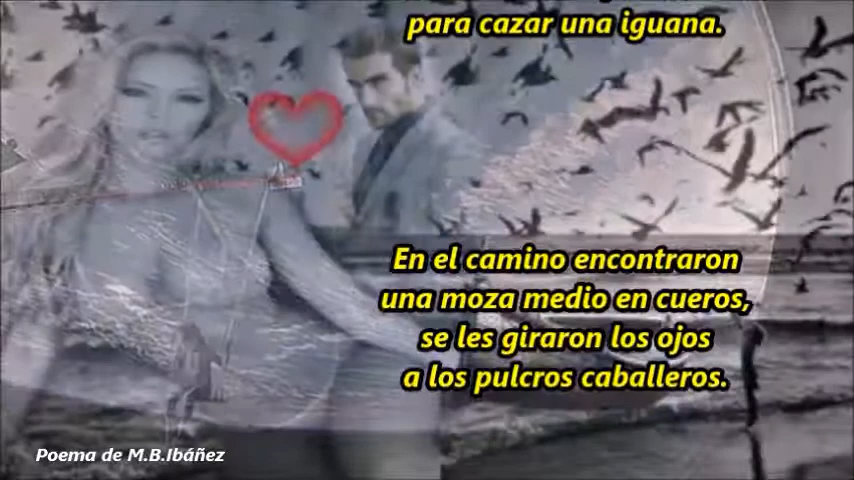 para cazar una iguana.
En el camino encontraron
una moza medio en cueros,
se les giraron los ojos
a los pulcros caballeros.
Poema de M.B.Ibáñez